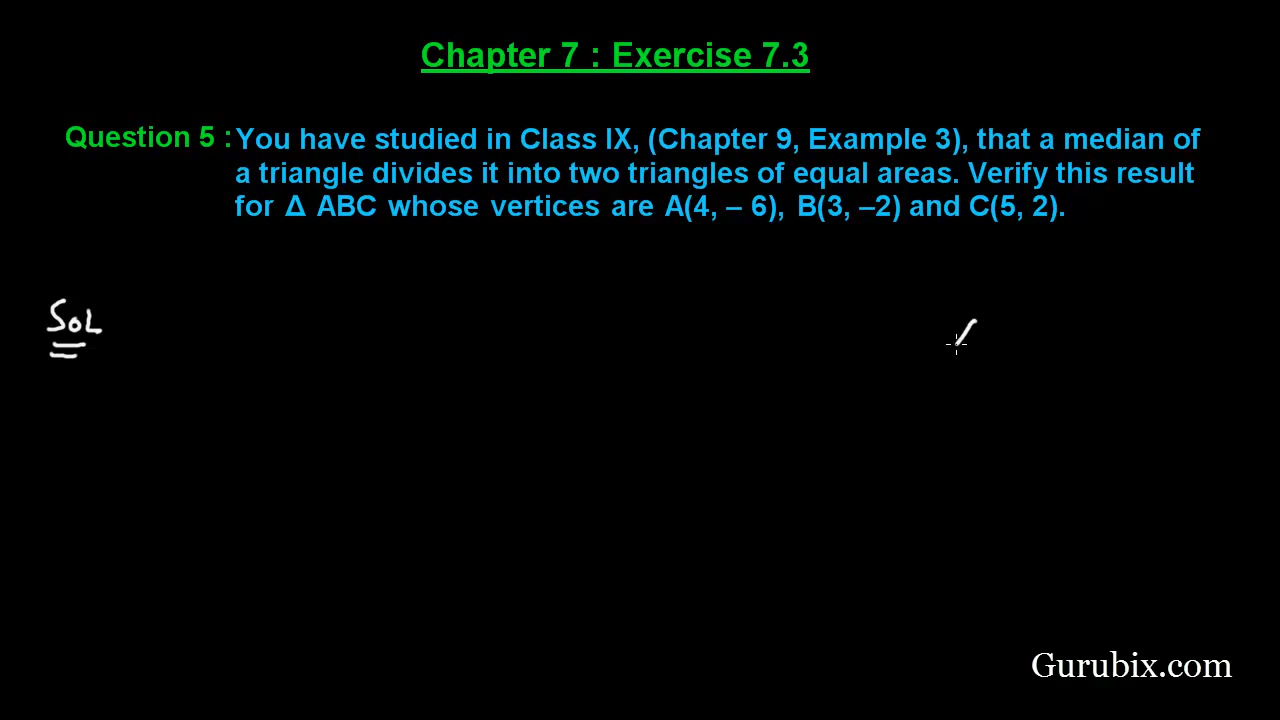 Chapter 7 : Exercise 7.3
Question 5 : You have studied in Class IX, (Chapter 9, Example 3), that a median of
a triangle divides it into two triangles of equal areas. Verify this result
for Δ ABC whose vertices are A(4, – 6), B(3, –2) and C(5, 2).
SOL
Gurubix.com